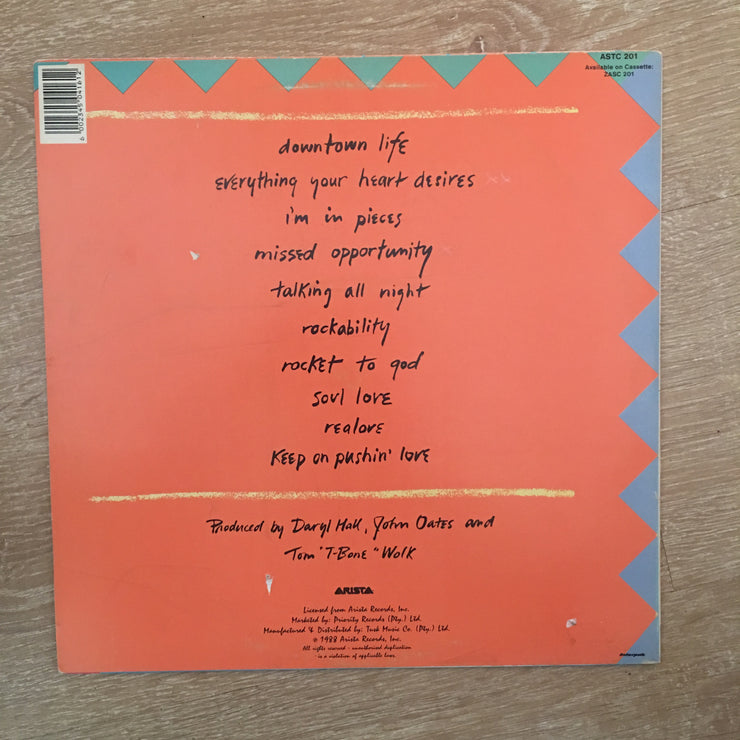 ASTC 201
Available on Cassette:
ZASC 201
6 002345 041612
downtown life
everything your heart desires
i'm in pieces
missed opportunity
talking all night
rockability
rocket to god
soul love
realove
keep on pushin' love
Produced by Daryl Hall, John Oates and
Tom "T-Bone" Wolk
ARISTA
Licensed from Arista Records, Inc.
Marketed by: Priority Records (Pty.) Ltd.
Manufactured & Distributed by: Tusk Music Co. (Pty.) Ltd.
℗ 1988 Arista Records, Inc.
All rights reserved - unauthorised duplication
- is a violation of applicable laws.